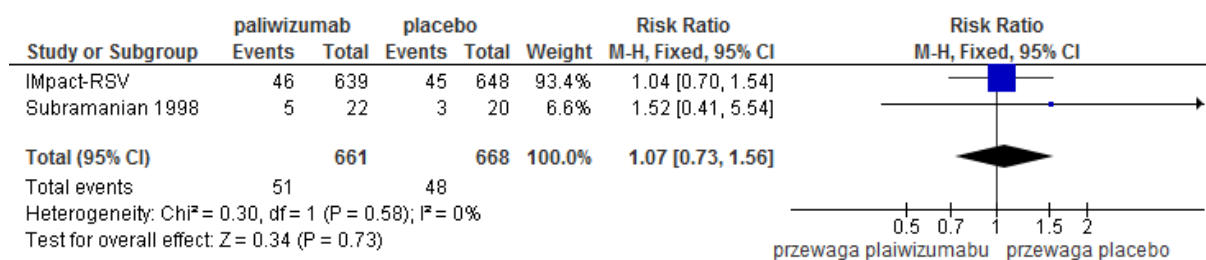 paliwizumab placebo Risk Ratio Risk Ratio
Study or Subgroup Events Total Events Total Weight M-H, Fixed, 95% CI M-H, Fixed, 95% CI
IMpact-RSV 46 639 45 648 93.4% 1.04 [0.70, 1.54]
Subramanian 1998 5 22 3 20 6.6% 1.52 [0.41, 5.54]
Total (95% CI) 661 668 100.0% 1.07 [0.73, 1.56]
Total events 51 48
Heterogeneity: Chi² = 0.30, df = 1 (P = 0.58); I² = 0%
Test for overall effect: Z = 0.34 (P = 0.73)
0.5 0.7 1 1.5 2
przewaga plaiwizumabu przewaga placebo